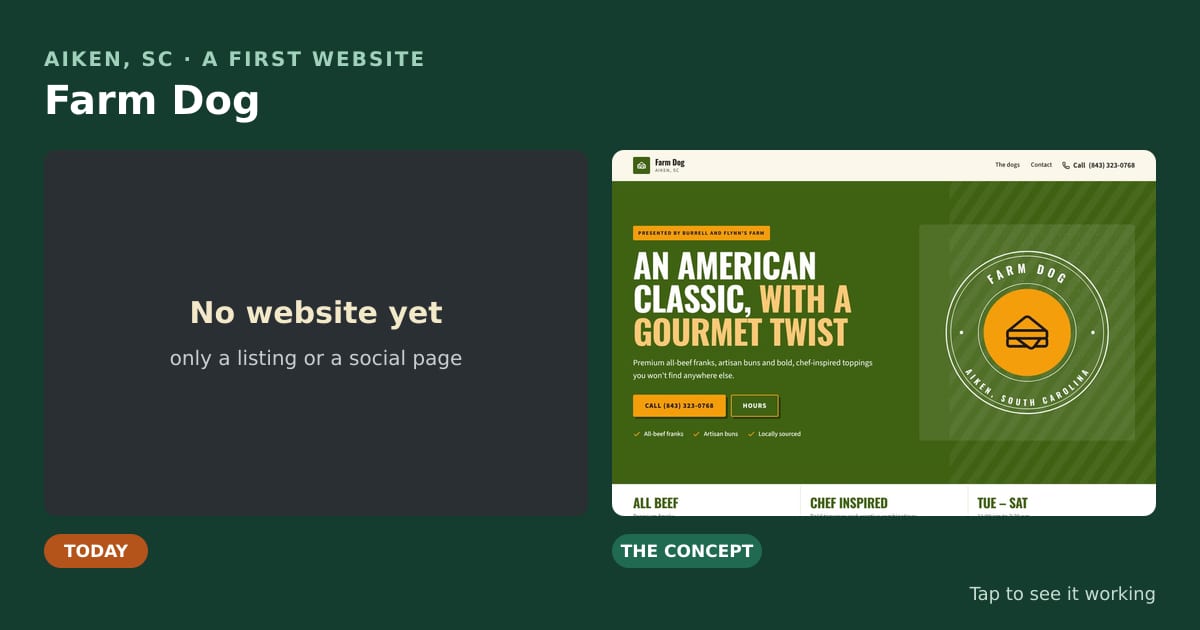 AIKEN, SC · A FIRST WEBSITE
Farm Dog
No website yet
only a listing or a social page
TODAY
Farm Dog
AIKEN, SC
The dogs
Contact
Call (843) 323-0768
PRESENTED BY BURRELL AND FLYNN'S FARM
AN AMERICAN
CLASSIC, WITH A
GOURMET TWIST
Premium all-beef franks, artisan buns and bold, chef-inspired toppings
you won't find anywhere else.
CALL (843) 323-0768
HOURS
All-beef franks
Artisan buns
Locally sourced
FARM DOG
AIKEN, SOUTH CAROLINA
ALL BEEF
CHEF INSPIRED
TUE – SAT
THE CONCEPT
Tap to see it working